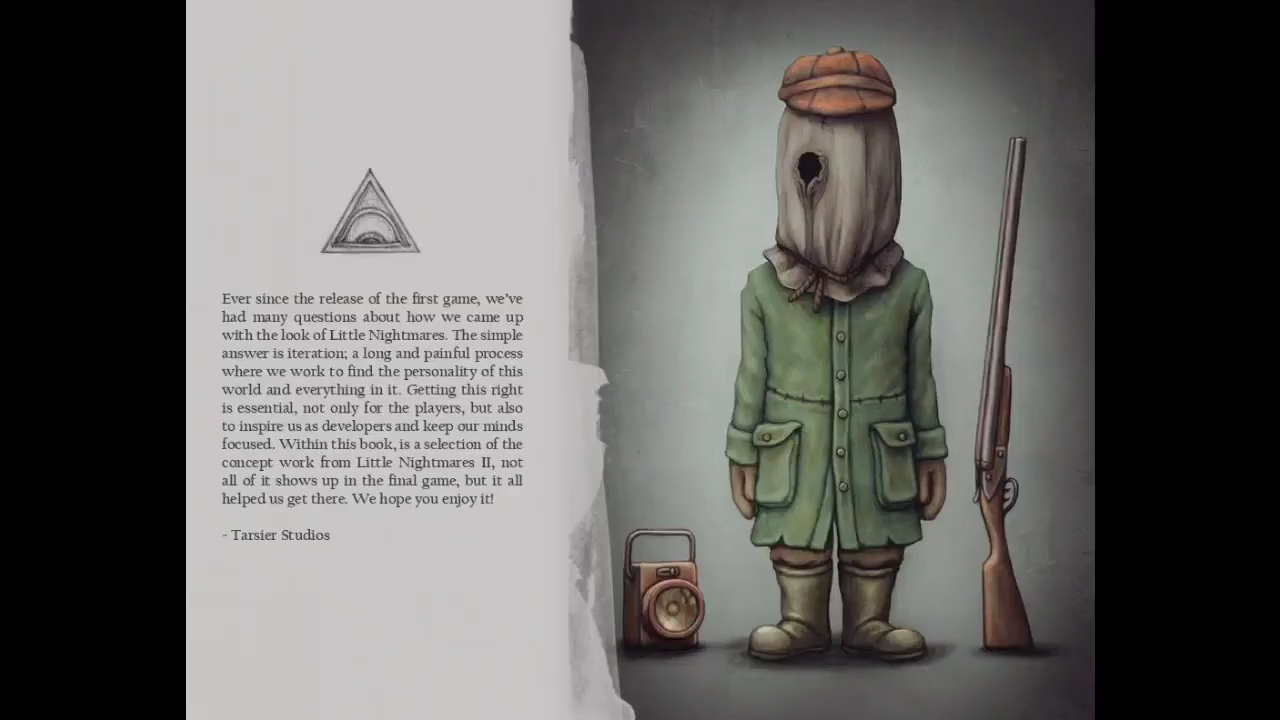 Ever since the release of the first game, we've
had many questions about how we came up
with the look of Little Nightmares. The simple
answer is iteration; a long and painful process
where we work to find the personality of this
world and everything in it. Getting this right
is essential, not only for the players, but also
to inspire us as developers and keep our minds
focused. Within this book, is a selection of the
concept work from Little Nightmares II, not
all of it shows up in the final game, but it all
helped us get there. We hope you enjoy it!
- Tarsier Studios